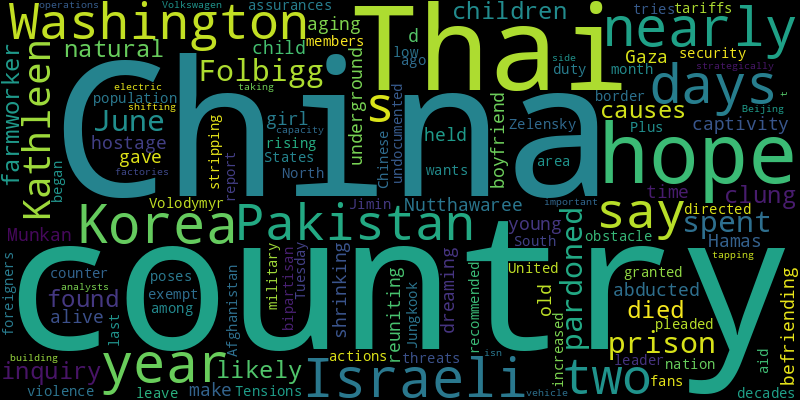 operations
Volkswagen
assurances
children
tries
tariffs
Washington
Thai
nearly
aging
natural
child
members
d
low
ago
Gaza
security
farmworker
Kathleen
Folbigg
underground
side
duty
month
strategically
China
days
electric
shifting
population
taking
s
undocumented
border
causes
t
Beijing
June
girl
capacity
hostage
gave
stripping
report
rising
States
North
held
boyfriend
Zelensky
Plus
captivity
hope
factories
began
Chinese
wants
area
time
clung
Volodymyr
Jimin
Nutthawaree
important
say
directed
spent
Munkan
Korea
Pakistan
young
South
pardoned
obstacle
Hamas
tapping
foreigners
counter
analysts
poses
exempt
among
found
alive
last
Afghanistan
military
bipartisan
Tuesday
shrinking
reuniting
Jungkook
dreaming
recommended
United
old
granted
abducted
died
pleaded
prison
befriending
country
building
year
likely
actions
threats
isn
increased
leader
nation
aid
inquiry
violence
leave
make
Tensions
Israeli
vehicle
two
fans
decades